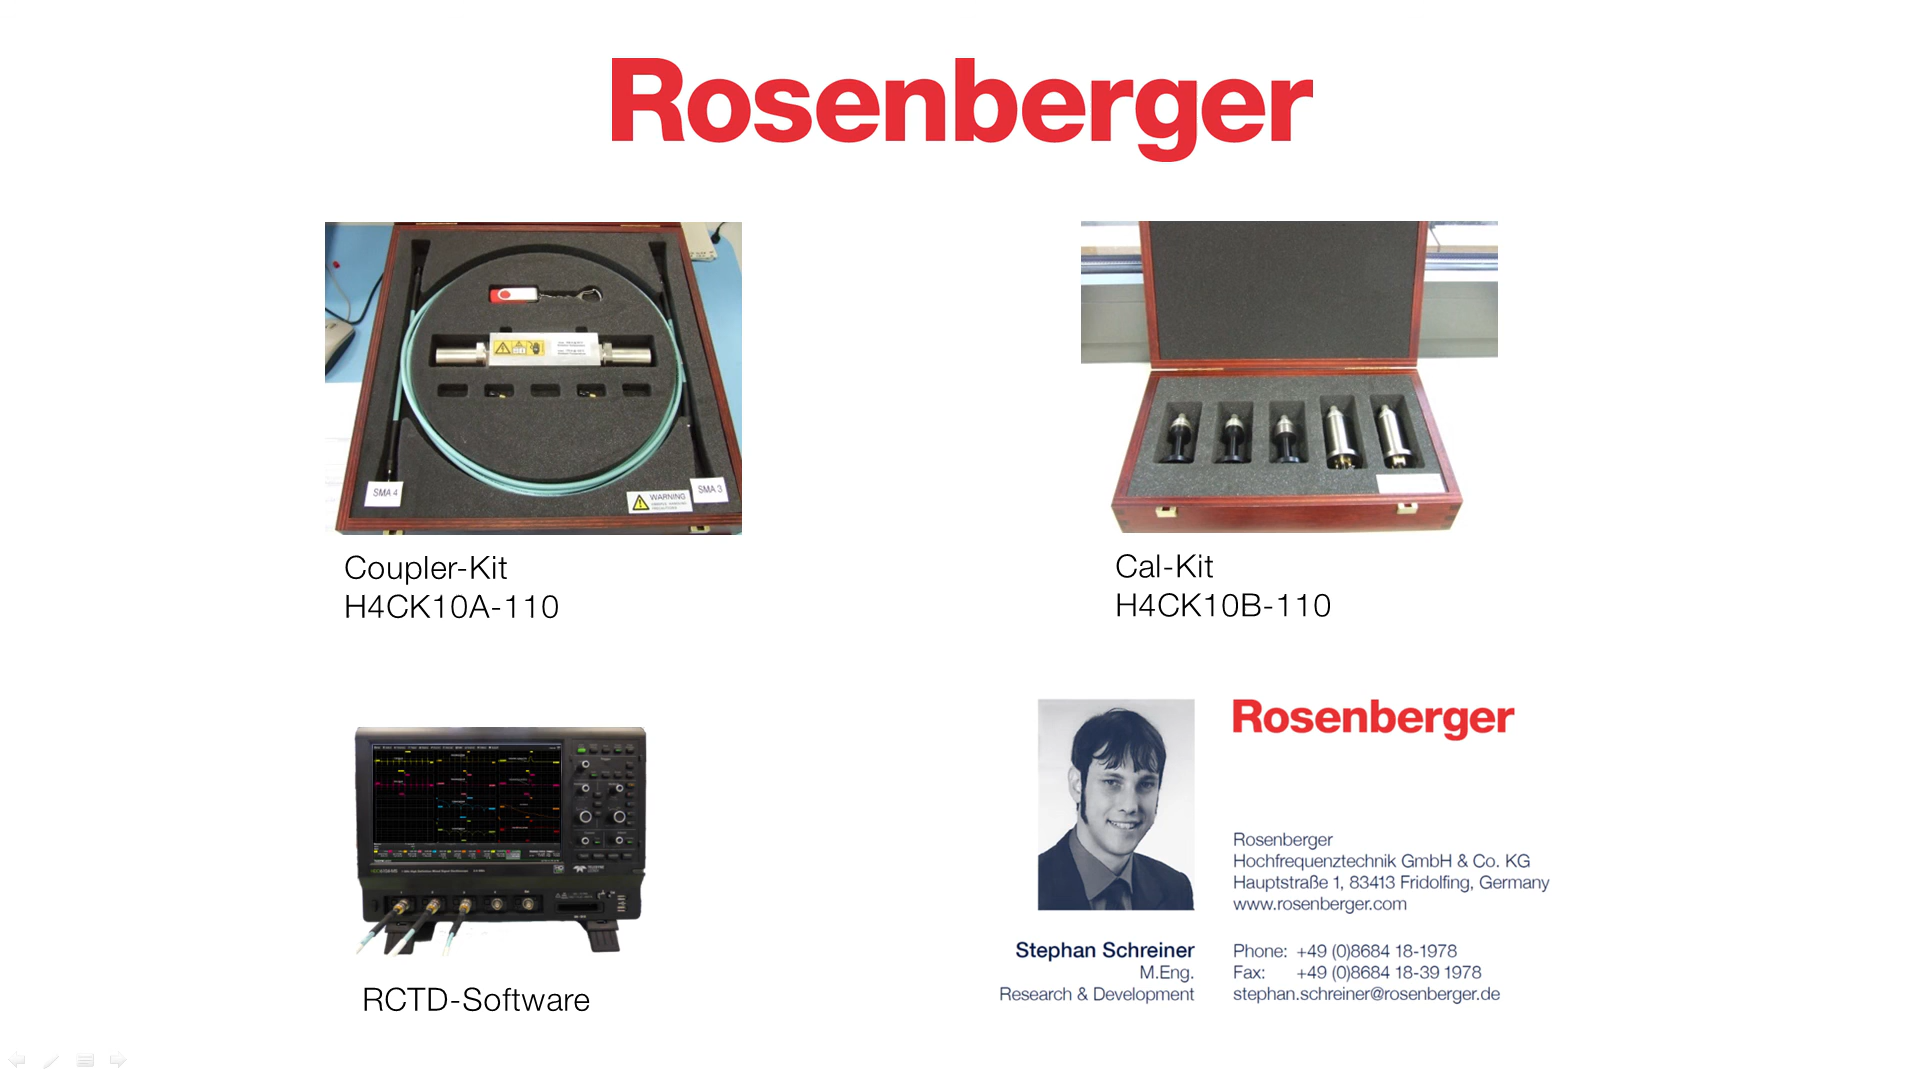 Rosenberger
SMA 4
WARNING
SMA 3
Coupler-Kit
H4CK10A-110
Cal-Kit
H4CK10B-110
RCTD-Software
Rosenberger
Rosenberger
Hochfrequenztechnik GmbH & Co. KG
Hauptstraße 1, 83413 Fridolfing, Germany
www.rosenberger.com
Stephan Schreiner
M.Eng.
Research & Development
Phone: +49 (0)8684 18-1978
Fax: +49 (0)8684 18-39 1978
stephan.schreiner@rosenberger.de